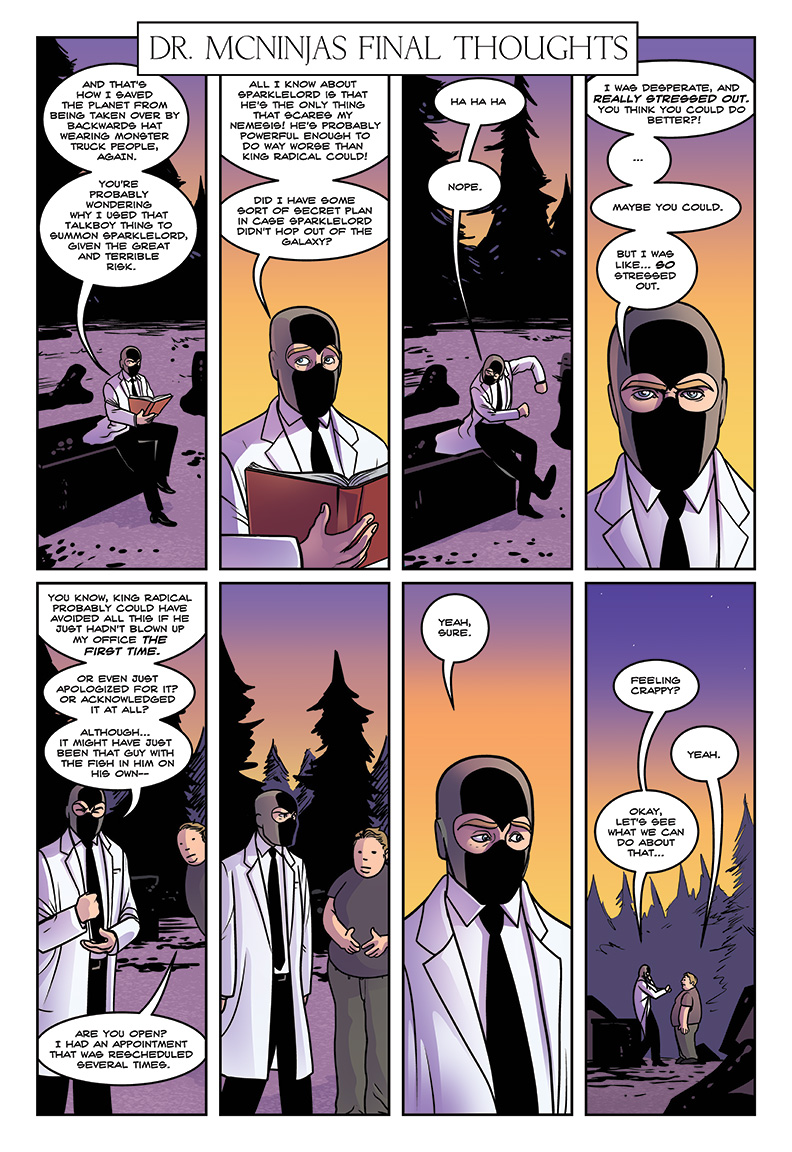 DR. MCNINJAS FINAL THOUGHTS
AND THAT'S
HOW I SAVED
THE PLANET FROM
BEING TAKEN OVER BY
BACKWARDS HAT
WEARING MONSTER
TRUCK PEOPLE,
AGAIN.
YOU'RE
PROBABLY
WONDERING
WHY I USED THAT
TALKBOY THING TO
SUMMON SPARKLELORD,
GIVEN THE GREAT
AND TERRIBLE
RISK.
ALL I KNOW ABOUT
SPARKLELORD IS THAT
HE'S THE ONLY THING
THAT SCARES MY
NEMESIS! HE'S PROBABLY
POWERFUL ENOUGH TO
DO WAY WORSE THAN
KING RADICAL COULD!
DID I HAVE SOME
SORT OF SECRET PLAN
IN CASE SPARKLELORD
DIDN'T HOP OUT OF THE
GALAXY?
HA HA HA
NOPE.
I WAS DESPERATE, AND
REALLY STRESSED OUT.
YOU THINK YOU COULD DO
BETTER?!
...
MAYBE YOU COULD.
BUT I WAS
LIKE... SO
STRESSED
OUT.
YOU KNOW, KING RADICAL
PROBABLY COULD HAVE
AVOIDED ALL THIS IF HE
JUST HADN'T BLOWN UP
MY OFFICE THE
FIRST TIME.
OR EVEN JUST
APOLOGIZED FOR IT?
OR ACKNOWLEDGED
IT AT ALL?
ALTHOUGH...
IT MIGHT HAVE JUST
BEEN THAT GUY WITH
THE FISH IN HIM ON
HIS OWN--
ARE YOU OPEN?
I HAD AN APPOINTMENT
THAT WAS RESCHEDULED
SEVERAL TIMES.
YEAH,
SURE.
FEELING
CRAPPY?
YEAH.
OKAY,
LET'S SEE
WHAT WE CAN
DO ABOUT
THAT...